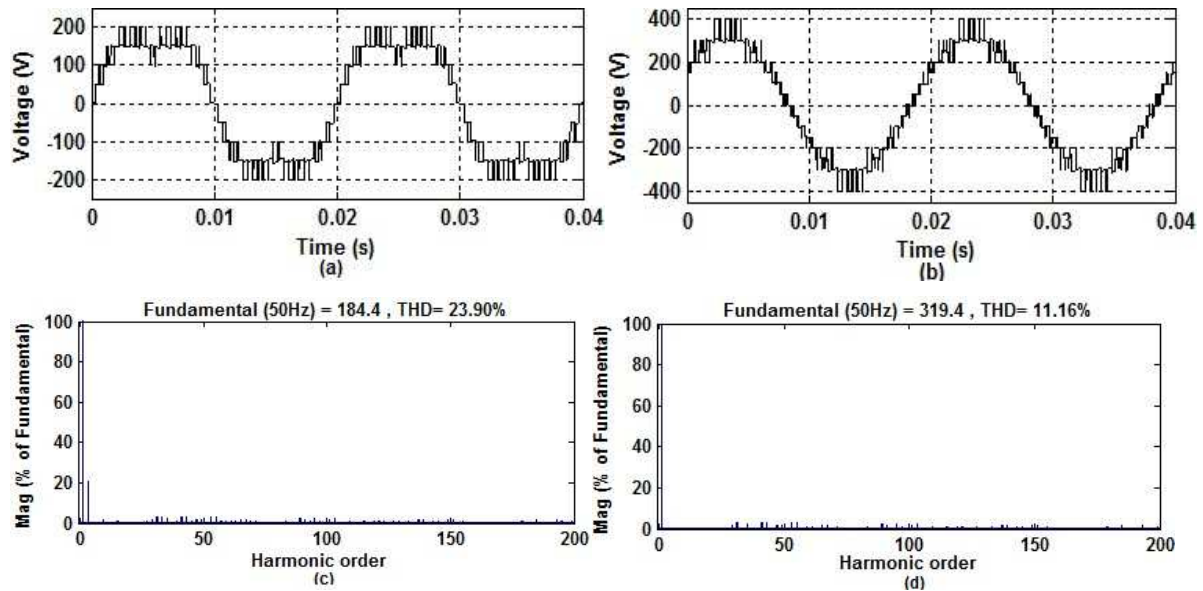 200
100
0
-100
-200
Voltage (V)
0 0.01 0.02 0.03 0.04
Time (s)
(a)
400
200
0
-200
-400
Voltage (V)
0 0.01 0.02 0.03 0.04
Time (s)
(b)
Fundamental (50Hz) = 184.4 , THD= 23.90%
100
80
60
40
20
0
Mag (% of Fundamental)
0 50 100 150 200
Harmonic order
(c)
Fundamental (50Hz) = 319.4 , THD= 11.16%
100
80
60
40
20
0
Mag (% of Fundamental)
0 50 100 150 200
Harmonic order
(d)